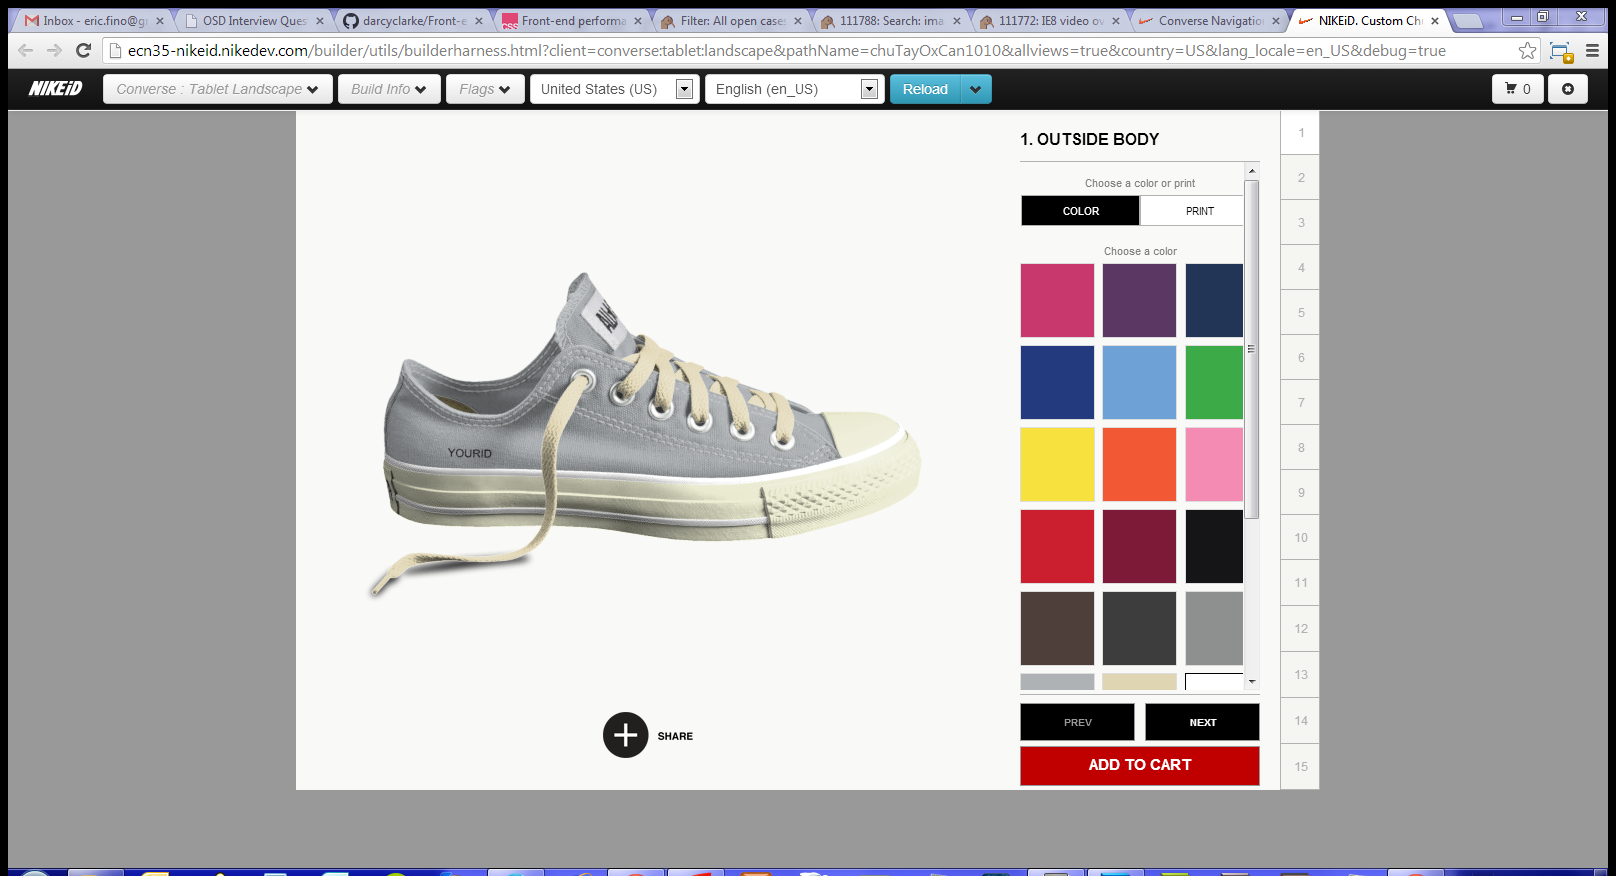 Inbox - eric.fino@g
OSD Interview Ques
darcyclarke/Front-e
Front-end performa
Filter: All open cases
111788: Search: ima
111772: IE8 video ov
Converse Navigation
NIKEiD. Custom Ch
ecn35-nikeid.nikedev.com/builder/utils/builderharness.html?client=converse:tablet:landscape&pathName=chuTayOxCan1010&allviews=true&country=US&lang_locale=en_US&debug=true
NIKEiD
Converse : Tablet Landscape
Build Info
Flags
United States (US)
English (en_US)
Reload
0
1. OUTSIDE BODY
Choose a color or print
COLOR
PRINT
Choose a color
YOURID
SHARE
PREV
NEXT
ADD TO CART
1
2
3
4
5
6
7
8
9
10
11
12
13
14
15